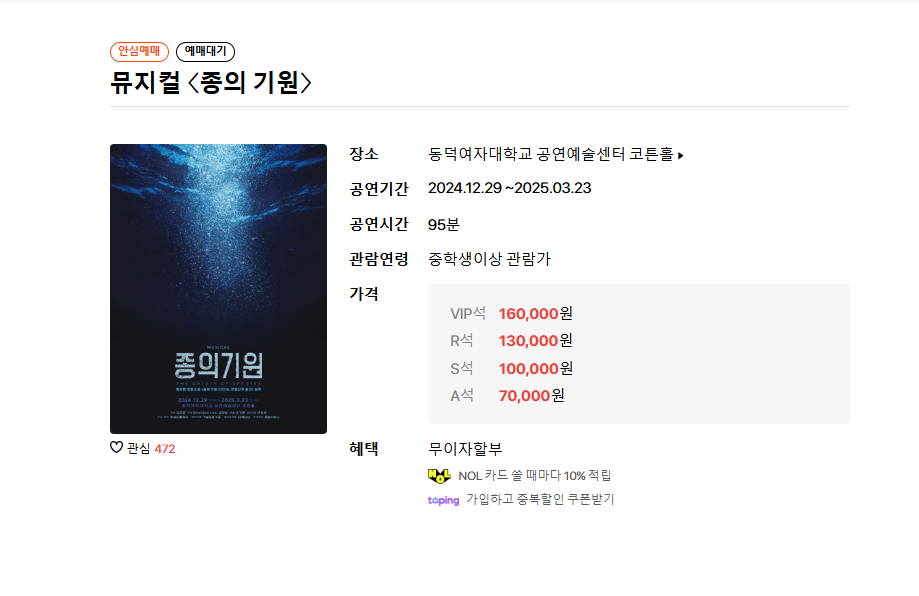 안심예매 예매대기
뮤지컬 〈종의 기원〉
MUSICAL
종의기원
THE ORIGIN OF SPECIES
2024.12.29 2025.3.23
장소 동덕여자대학교 공연예술센터 코튼홀
공연기간 2024.12.29 ~2025.03.23
공연시간 95분
관람연령 중학생이상 관람가
가격
VIP석 160,000원
R석 130,000원
S석 100,000원
A석 70,000원
관심 472
혜택 무이자할부
NOL NOL 카드 쓸 때마다 10% 적립
toping 가입하고 중복할인 쿠폰받기